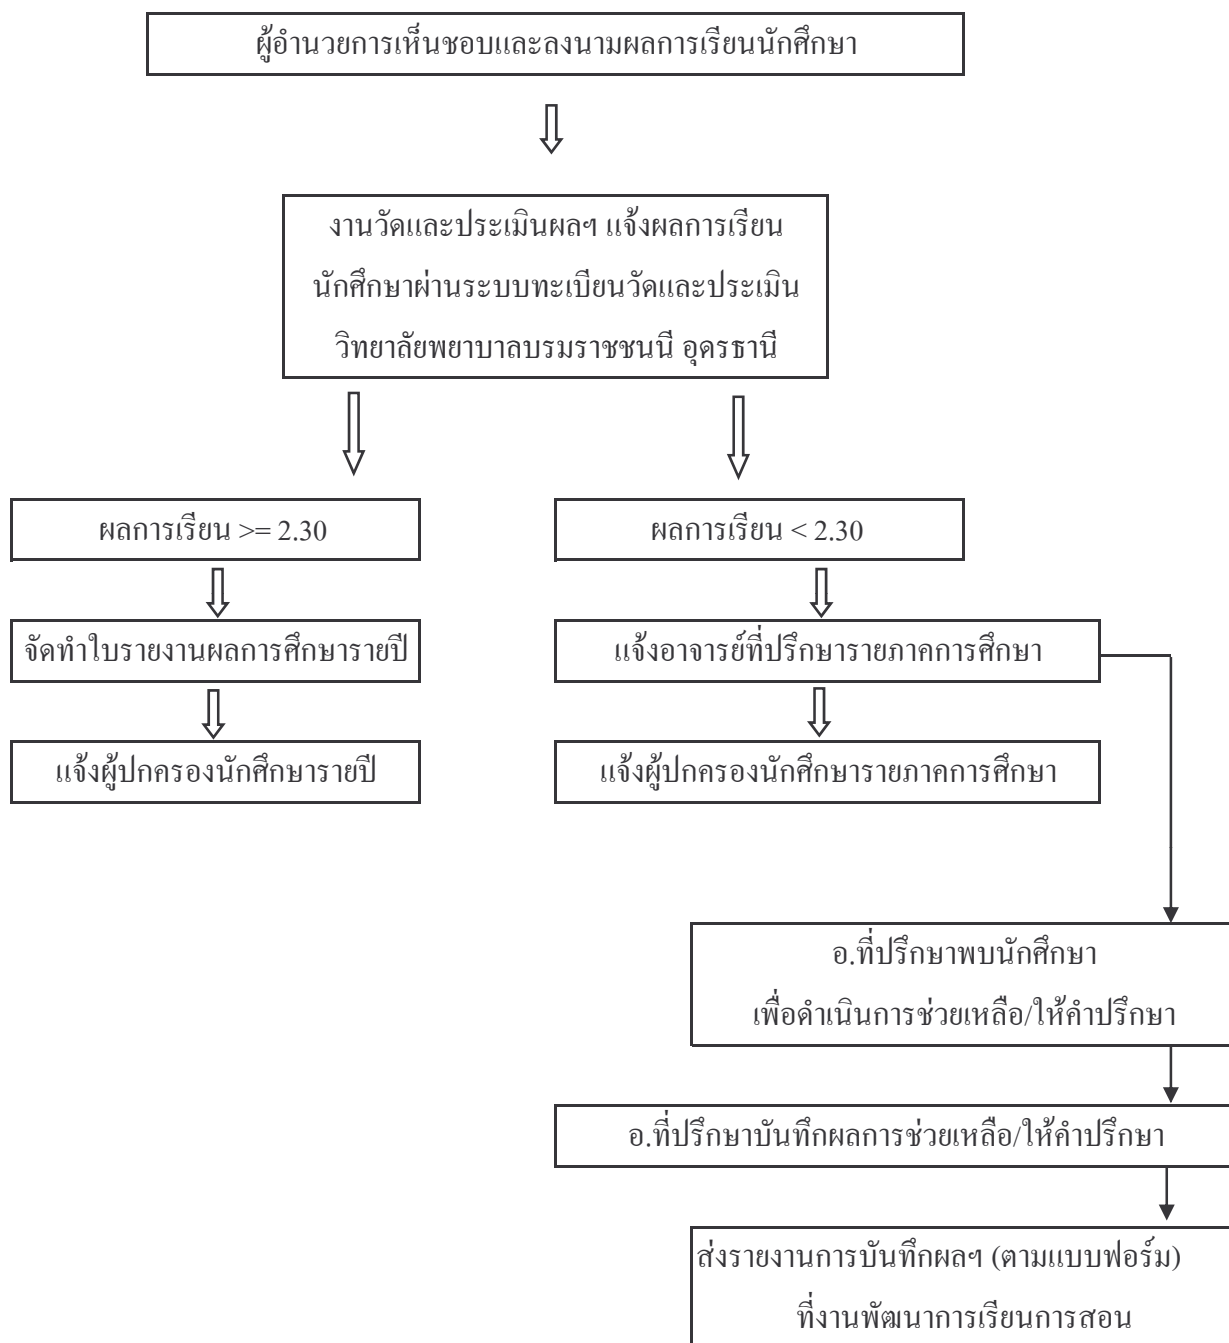 ผู้อำนวยการเห็นชอบและลงนามผลการเรียนนักศึกษา
งานวัดและประเมินผลฯ แจ้งผลการเรียน
นักศึกษาผ่านระบบทะเบียนวัดและประเมิน
วิทยาลัยพยาบาลบรมราชชนนี อุดรธานี
ผลการเรียน >= 2.30
ผลการเรียน < 2.30
จัดทำใบรายงานผลการศึกษารายปี
แจ้งอาจารย์ที่ปรึกษารายภาคการศึกษา
แจ้งผู้ปกครองนักศึกษารายปี
แจ้งผู้ปกครองนักศึกษารายภาคการศึกษา
อ.ที่ปรึกษาพบนักศึกษา
เพื่อดำเนินการช่วยเหลือ/ให้คำปรึกษา
อ.ที่ปรึกษาบันทึกผลการช่วยเหลือ/ให้คำปรึกษา
ส่งรายงานการบันทึกผลฯ (ตามแบบฟอร์ม)
ที่งานพัฒนาการเรียนการสอน